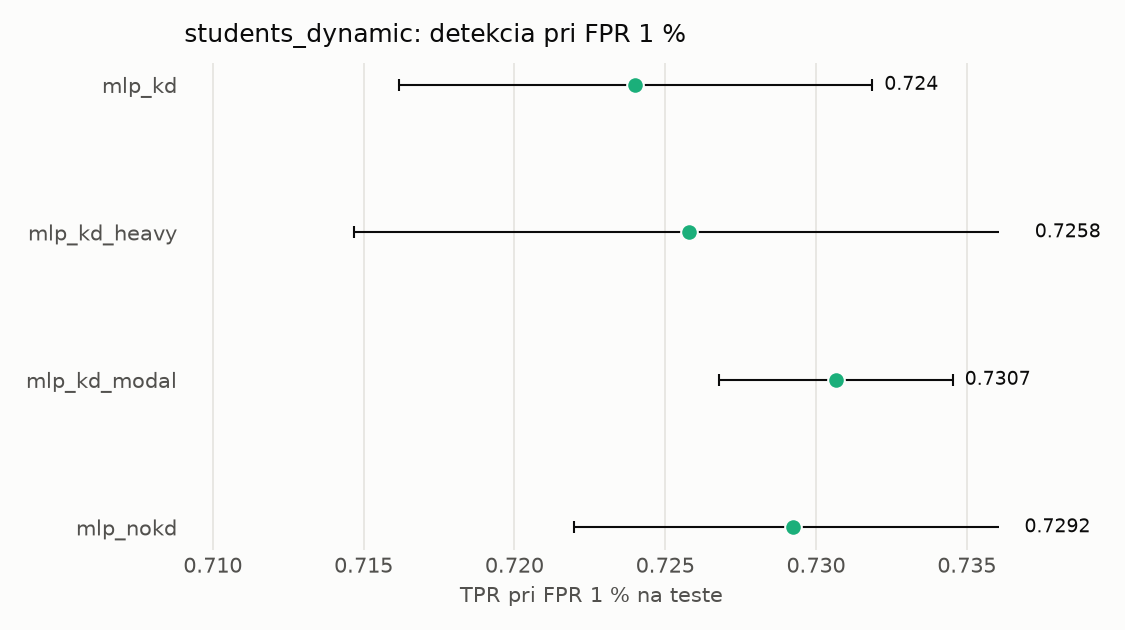 students_dynamic: detekcia pri FPR 1 %
mlp_kd
0.724
mlp_kd_heavy
0.7258
mlp_kd_modal
0.7307
mlp_nokd
0.7292
0.710 0.715 0.720 0.725 0.730 0.735
TPR pri FPR 1 % na teste